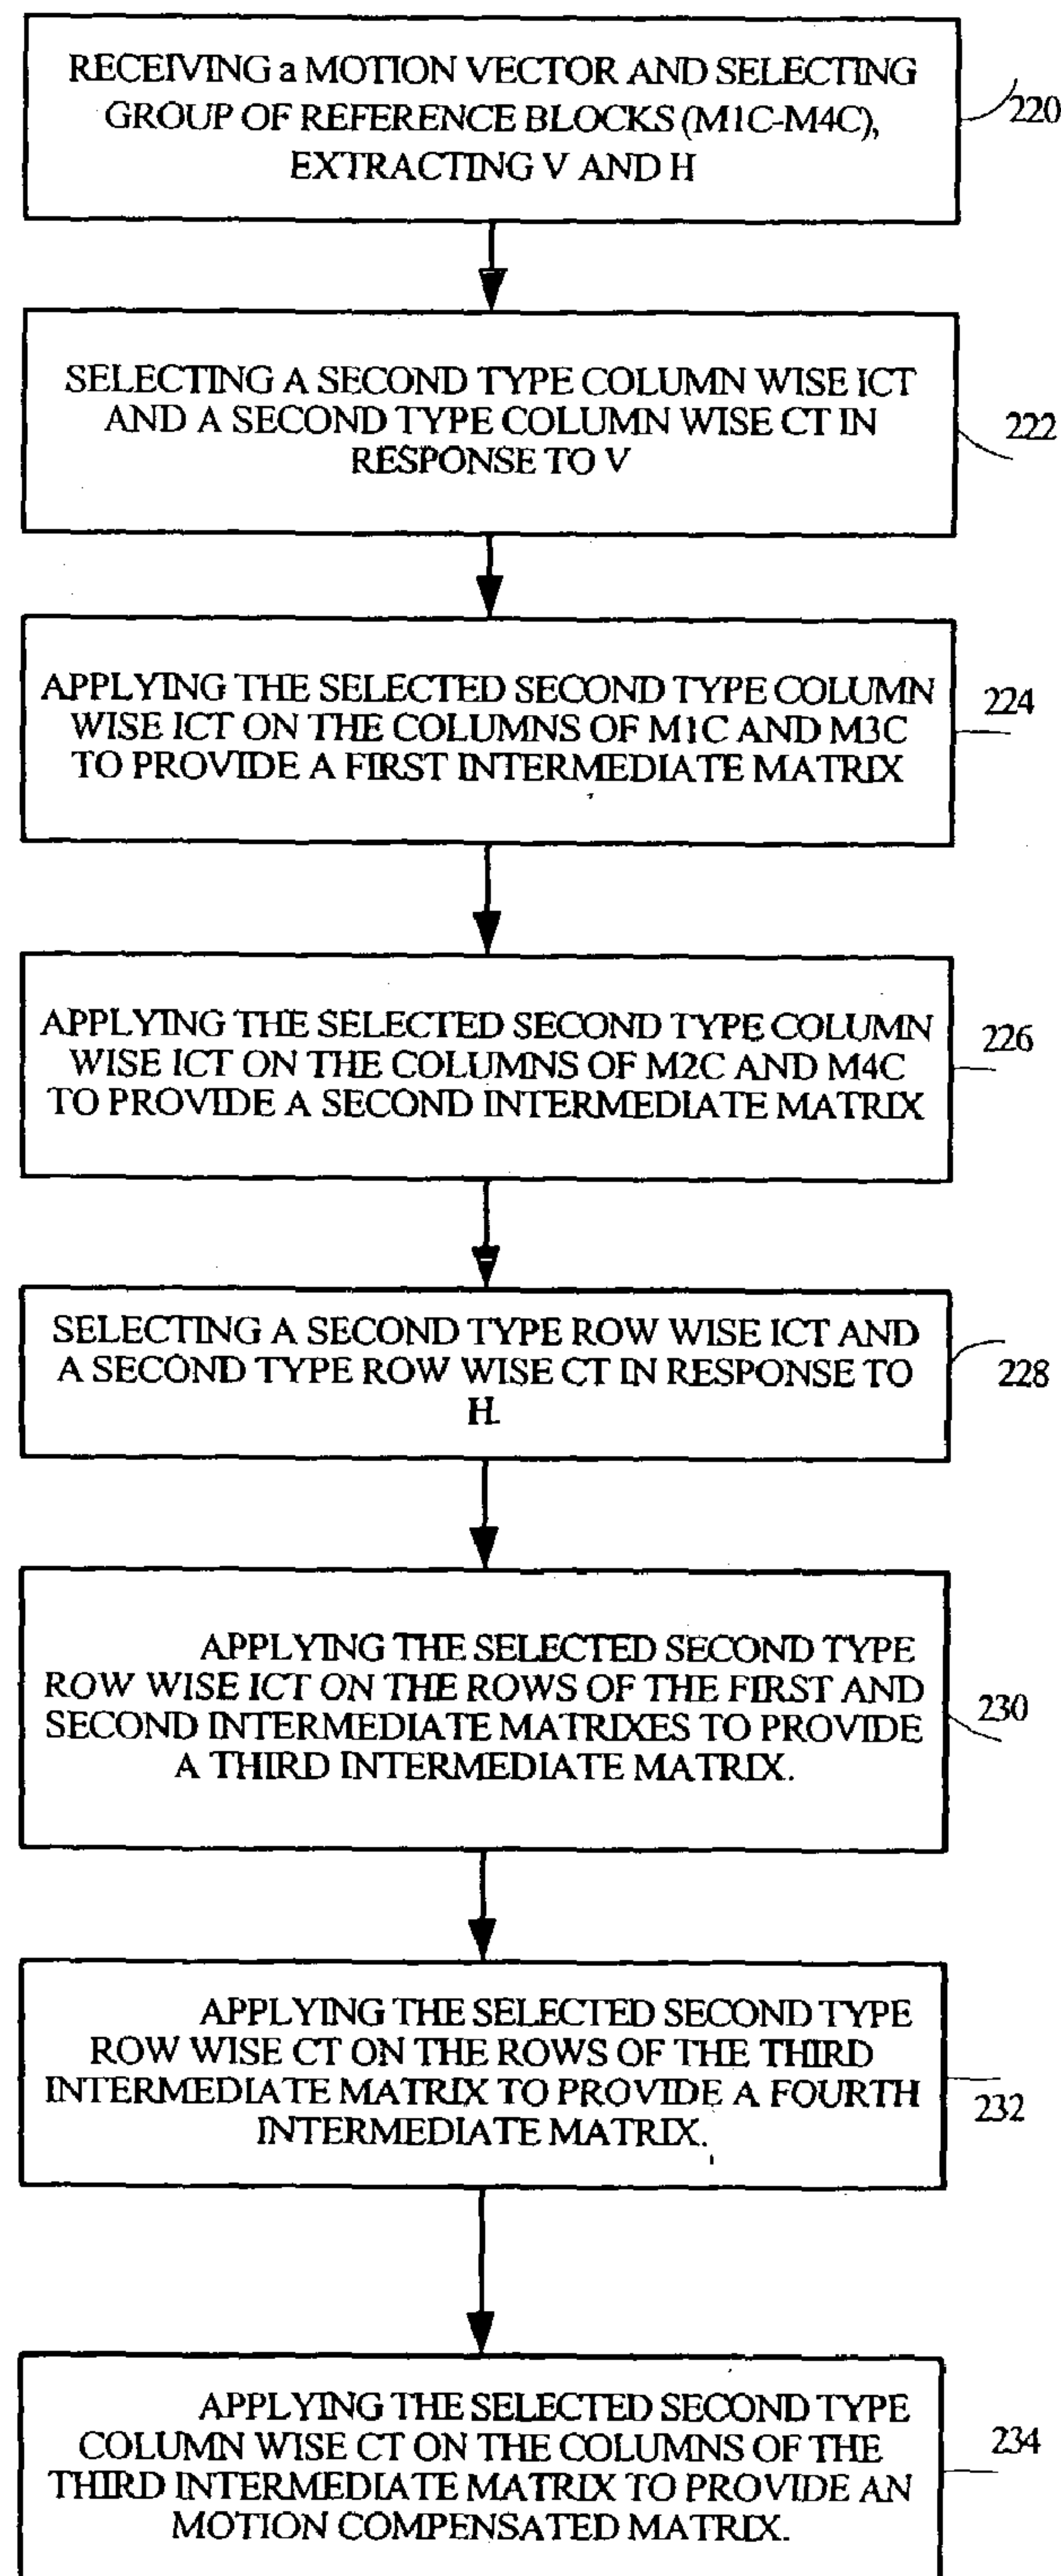 RECEIVING a MOTION VECTOR AND SELECTING
GROUP OF REFERENCE BLOCKS (M1C-M4C),
EXTRACTING V AND H
220
SELECTING A SECOND TYPE COLUMN WISE ICT
AND A SECOND TYPE COLUMN WISE CT IN
RESPONSE TO V
222
APPLYING THE SELECTED SECOND TYPE COLUMN
WISE ICT ON THE COLUMNS OF M1C AND M3C
TO PROVIDE A FIRST INTERMEDIATE MATRIX
224
APPLYING THE SELECTED SECOND TYPE COLUMN
WISE ICT ON THE COLUMNS OF M2C AND M4C
TO PROVIDE A SECOND INTERMEDIATE MATRIX
226
SELECTING A SECOND TYPE ROW WISE ICT AND
A SECOND TYPE ROW WISE CT IN RESPONSE TO
H.
228
APPLYING THE SELECTED SECOND TYPE
ROW WISE ICT ON THE ROWS OF THE FIRST AND
SECOND INTERMEDIATE MATRIXES TO PROVIDE
A THIRD INTERMEDIATE MATRIX.
230
APPLYING THE SELECTED SECOND TYPE
ROW WISE CT ON THE ROWS OF THE THIRD
INTERMEDIATE MATRIX TO PROVIDE A FOURTH
INTERMEDIATE MATRIX.
232
APPLYING THE SELECTED SECOND TYPE
COLUMN WISE CT ON THE COLUMNS OF THE
THIRD INTERMEDIATE MATRIX TO PROVIDE AN
MOTION COMPENSATED MATRIX.
234